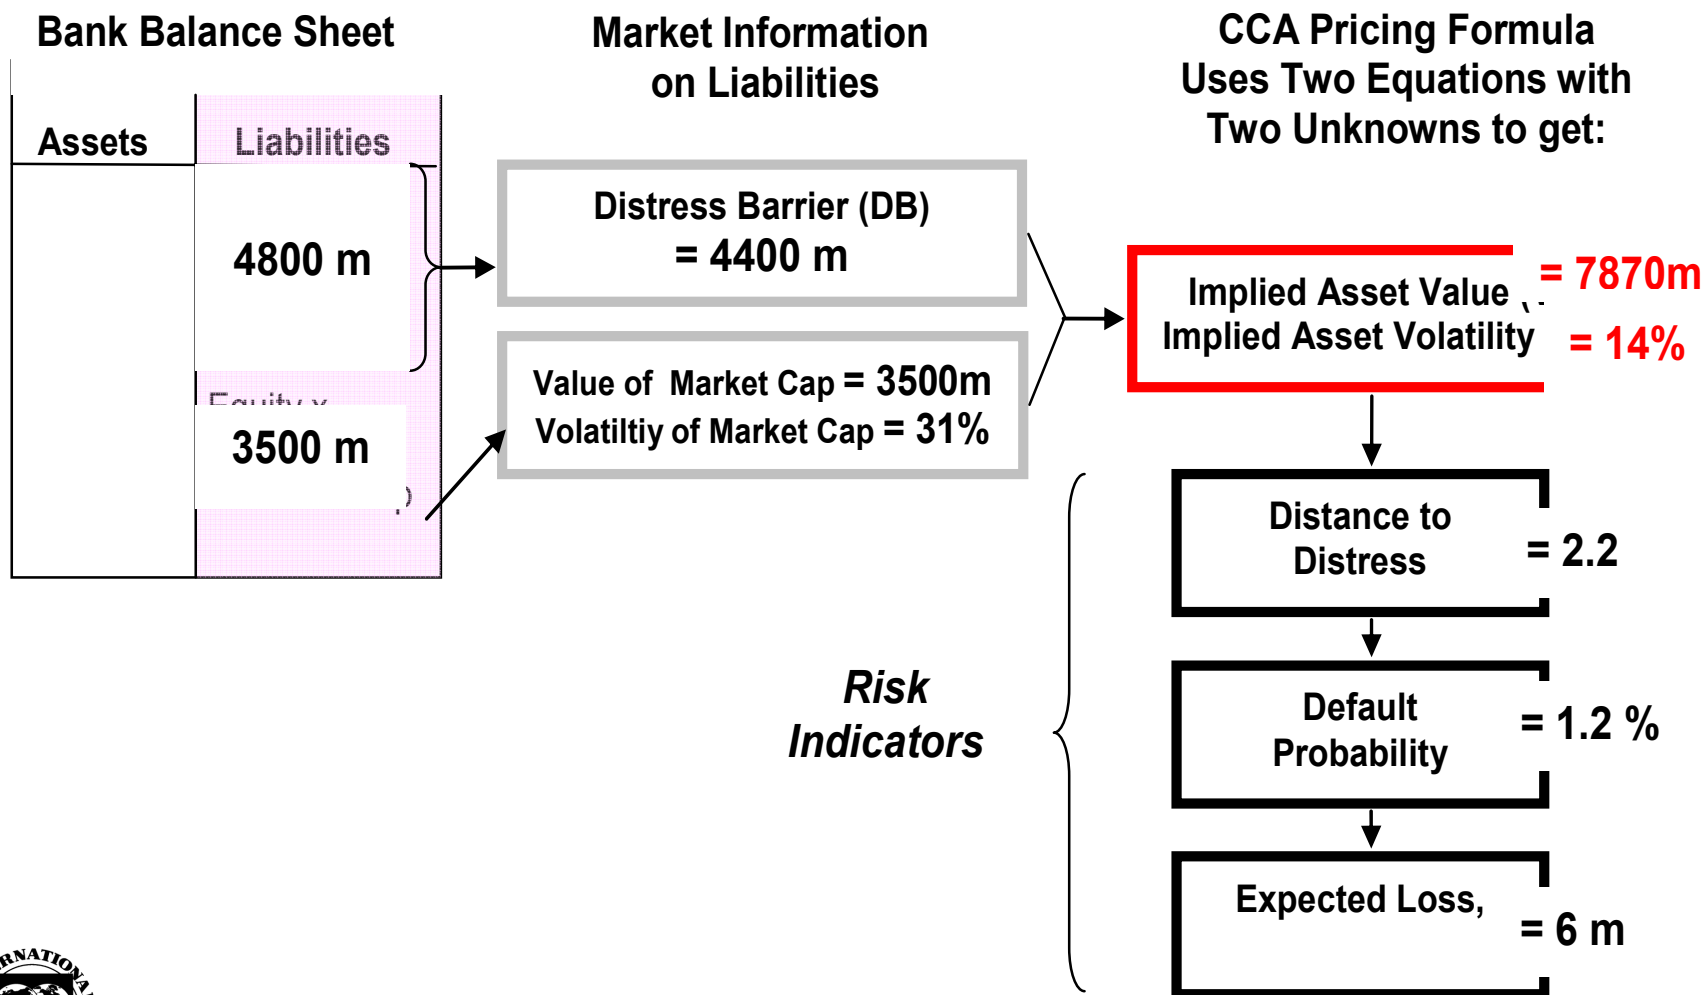 Bank Balance Sheet
Assets
Liabilities
4800 m
3500 m
Market Information
on Liabilities
Distress Barrier (DB)
= 4400 m
Value of Market Cap = 3500m
Volatiltiy of Market Cap = 31%
CCA Pricing Formula
Uses Two Equations with
Two Unknowns to get:
Implied Asset Value = 7870m
Implied Asset Volatility = 14%
Risk
Indicators
Distance to
Distress
= 2.2
Default
Probability
= 1.2 %
Expected Loss,
= 6 m